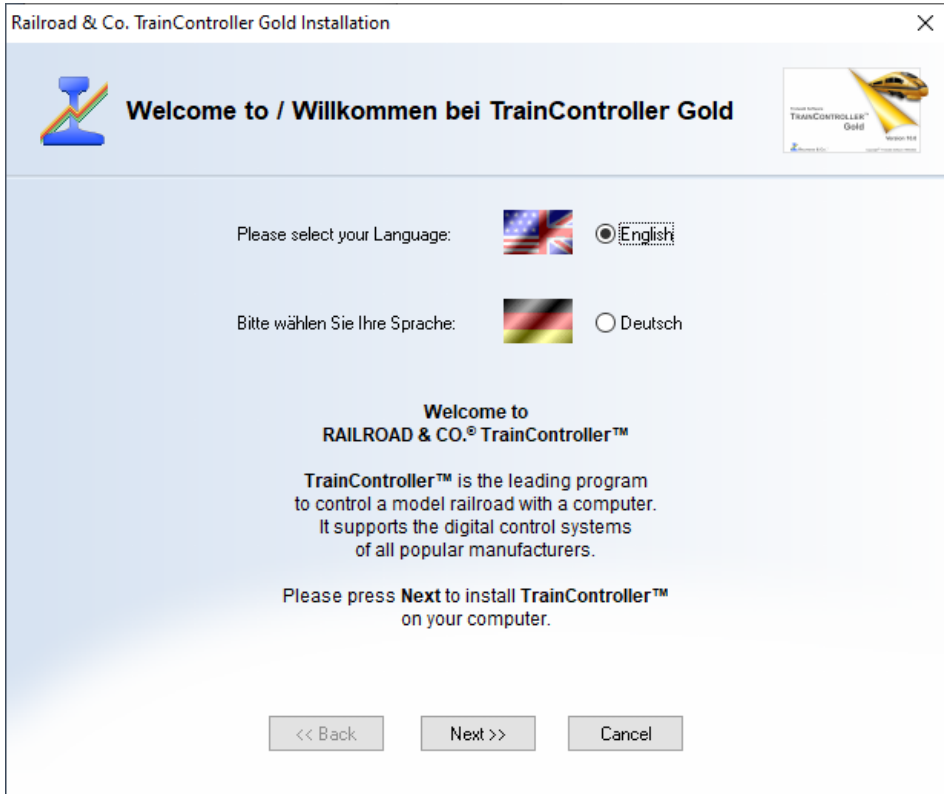 Railroad & Co. TrainController Gold Installation
Welcome to / Willkommen bei TrainController Gold
TRAINCONTROLLER™
Gold
Please select your Language:
English
Bitte wählen Sie Ihre Sprache:
Deutsch
Welcome to
RAILROAD & CO.® TrainController™
TrainController™ is the leading program
to control a model railroad with a computer.
It supports the digital control systems
of all popular manufacturers.
Please press Next to install TrainController™
on your computer.
<< Back
Next >>
Cancel